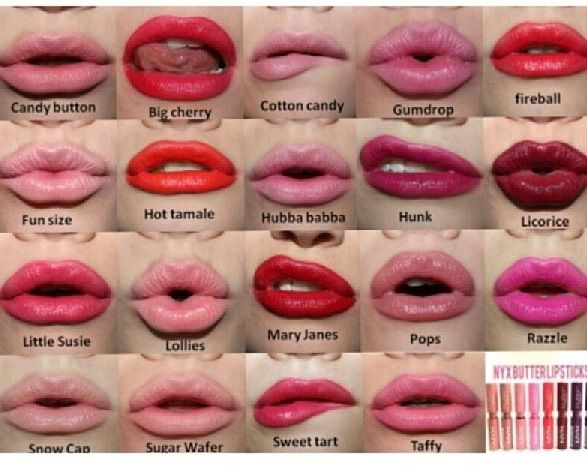 Candy button
Big cherry
Cotton candy
Gumdrop
fireball
Fun size
Hot tamale
Hubba babba
Hunk
Licorice
Little Susie
Lollies
Mary Janes
Pops
Razzle
NYX BUTTER LIPSTICKS
Snow Cap
Sugar Wafer
Sweet tart
Taffy